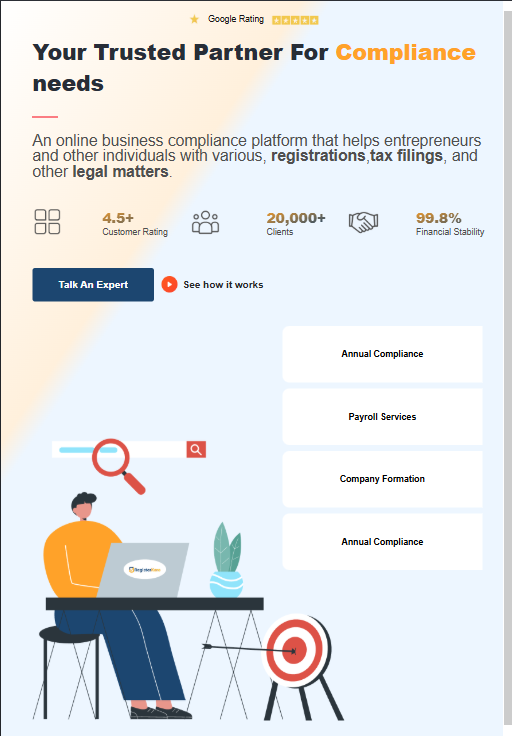 Google Rating
Your Trusted Partner For Compliance
needs
An online business compliance platform that helps entrepreneurs
and other individuals with various, registrations,tax filings, and
other legal matters.
4.5+
Customer Rating
20,000+
Clients
99.8%
Financial Stability
Talk An Expert
See how it works
Annual Compliance
Payroll Services
Company Formation
Annual Compliance